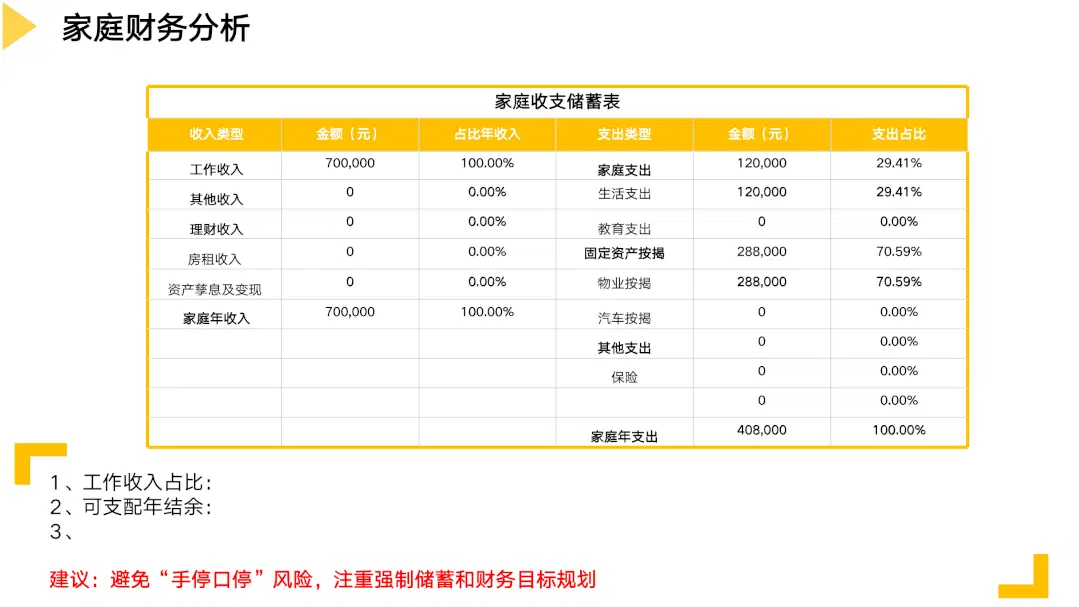 家庭财务分析
家庭收支储蓄表
收入类型 金额（元） 占比年收入 支出类型 金额（元） 支出占比
工作收入 700,000 100.00% 家庭支出 120,000 29.41%
其他收入 0 0.00% 生活支出 120,000 29.41%
理财收入 0 0.00% 教育支出 0 0.00%
房租收入 0 0.00% 固定资产按揭 288,000 70.59%
资产孳息及变现 0 0.00% 物业按揭 288,000 70.59%
家庭年收入 700,000 100.00% 汽车按揭 0 0.00%
其他支出 0 0.00%
保险 0 0.00%
0 0.00%
家庭年支出 408,000 100.00%
1、工作收入占比：
2、可支配年结余：
3、
建议：避免“手停口停”风险，注重强制储蓄和财务目标规划